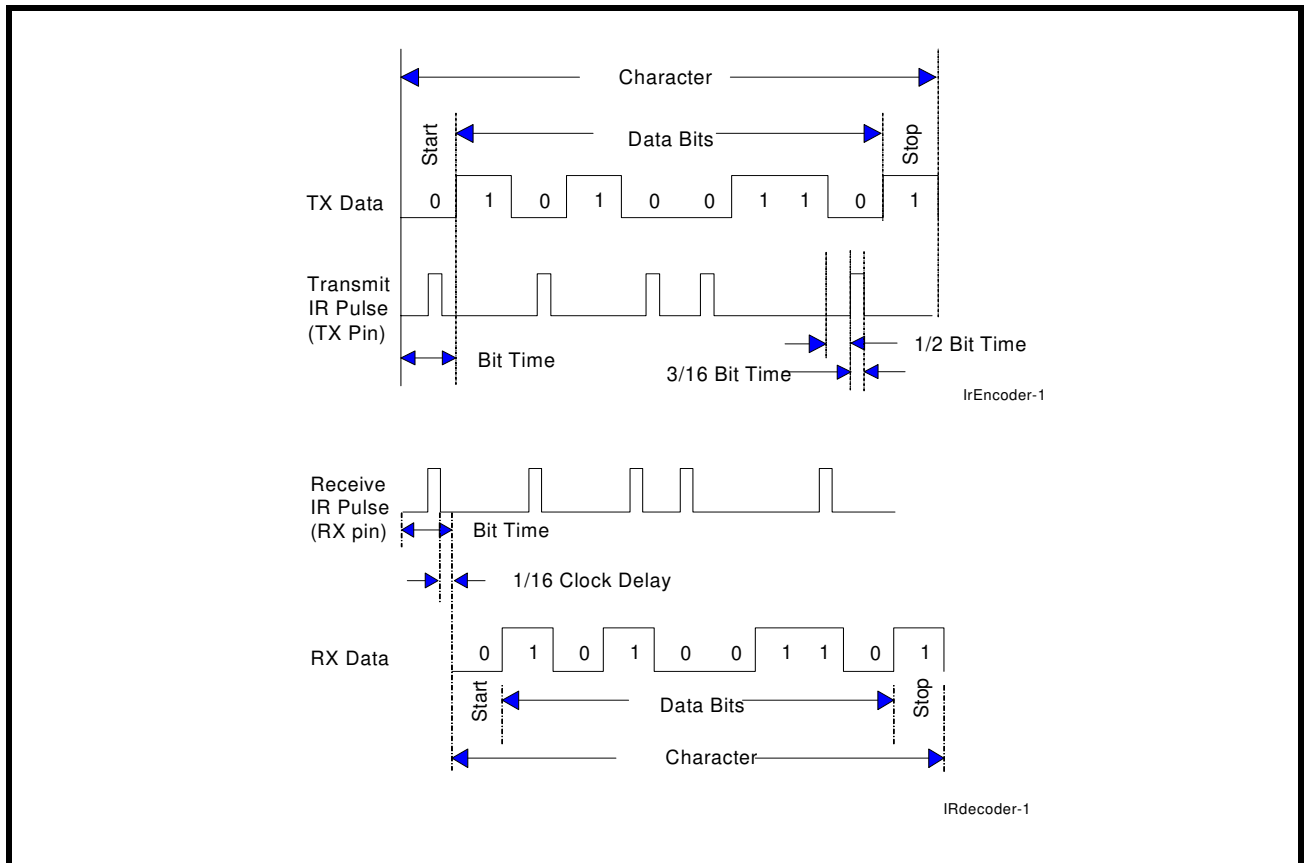 Character
Start
Data Bits
Stop
TX Data
0 1 0 1 0 0 1 1 0 1
Transmit
IR Pulse
(TX Pin)
Bit Time
1/2 Bit Time
3/16 Bit Time
IrEncoder-1
Receive
IR Pulse
(RX pin)
Bit Time
1/16 Clock Delay
RX Data
0 1 0 1 0 0 1 1 0 1
Start
Data Bits
Stop
Character
IRdecoder-1